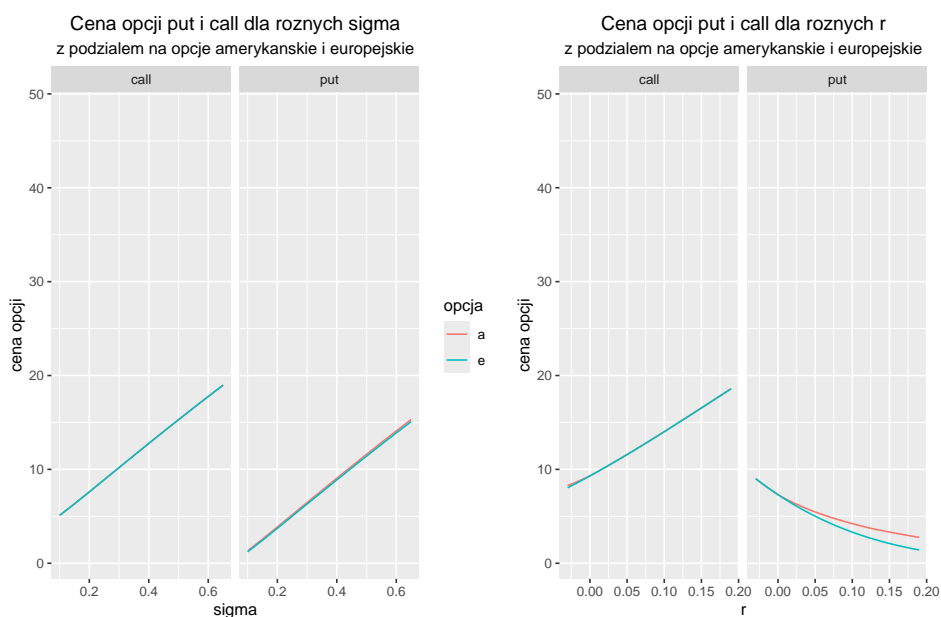 Cena opcji put i call dla roznych sigma
z podzialem na opcje amerykanskie i europejskie
call
put
50
40
30
20
10
0
cena opcji
0.2 0.4 0.6
0.2 0.4 0.6
sigma
opcja
a
e
Cena opcji put i call dla roznych r
z podzialem na opcje amerykanskie i europejskie
call
put
50
40
30
20
10
0
cena opcji
0.00 0.05 0.10 0.15 0.20
0.00 0.05 0.10 0.15 0.20
r